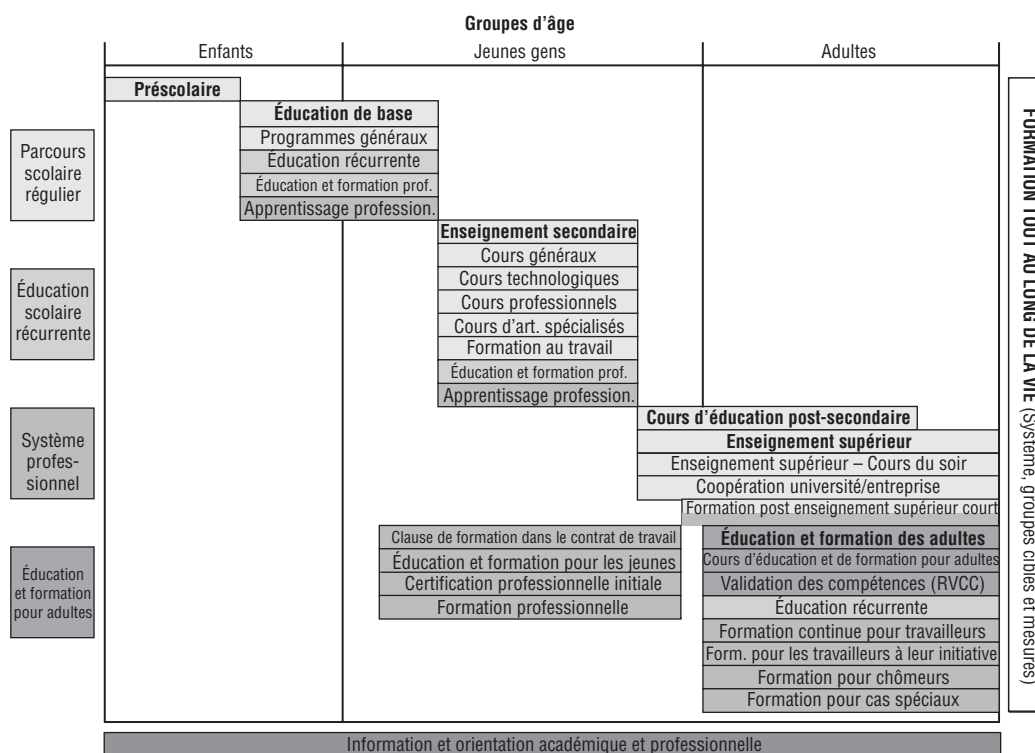 Groupes d'âge
Enfants
Jeunes gens
Adultes
Préscolaire
Éducation de base
Programmes généraux
Éducation récurrente
Éducation et formation prof.
Apprentissage profession.
Enseignement secondaire
Cours généraux
Cours technologiques
Cours professionnels
Cours d'art. spécialisés
Formation au travail
Éducation et formation prof.
Apprentissage profession.
Cours d'éducation post-secondaire
Enseignement supérieur
Enseignement supérieur – Cours du soir
Coopération université/entreprise
Formation post enseignement supérieur court
Clause de formation dans le contrat de travail
Éducation et formation pour les jeunes
Certification professionnelle initiale
Formation professionnelle
Éducation et formation des adultes
Cours d'éducation et de formation pour adultes
Validation des compétences (RVCC)
Éducation récurrente
Formation continue pour travailleurs
Form. pour les travailleurs à leur initiative
Formation pour chômeurs
Formation pour cas spéciaux
Parcours
scolaire
régulier
Éducation
scolaire
récurrente
Système
profes-
sionnel
Éducation
et formation
pour adultes
FORMATION TOUT AU LONG DE LA VIE (Système, groupes cibles et mesures)
Information et orientation académique et professionnelle